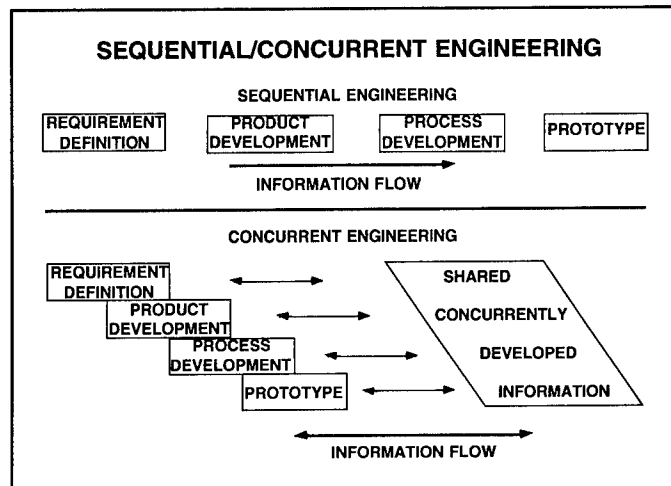 SEQUENTIAL/CONCURRENT ENGINEERING
SEQUENTIAL ENGINEERING
REQUIREMENT
DEFINITION
PRODUCT
DEVELOPMENT
PROCESS
DEVELOPMENT
PROTOTYPE
INFORMATION FLOW
CONCURRENT ENGINEERING
REQUIREMENT
DEFINITION
PRODUCT
DEVELOPMENT
PROCESS
DEVELOPMENT
PROTOTYPE
SHARED
CONCURRENTLY
DEVELOPED
INFORMATION
INFORMATION FLOW